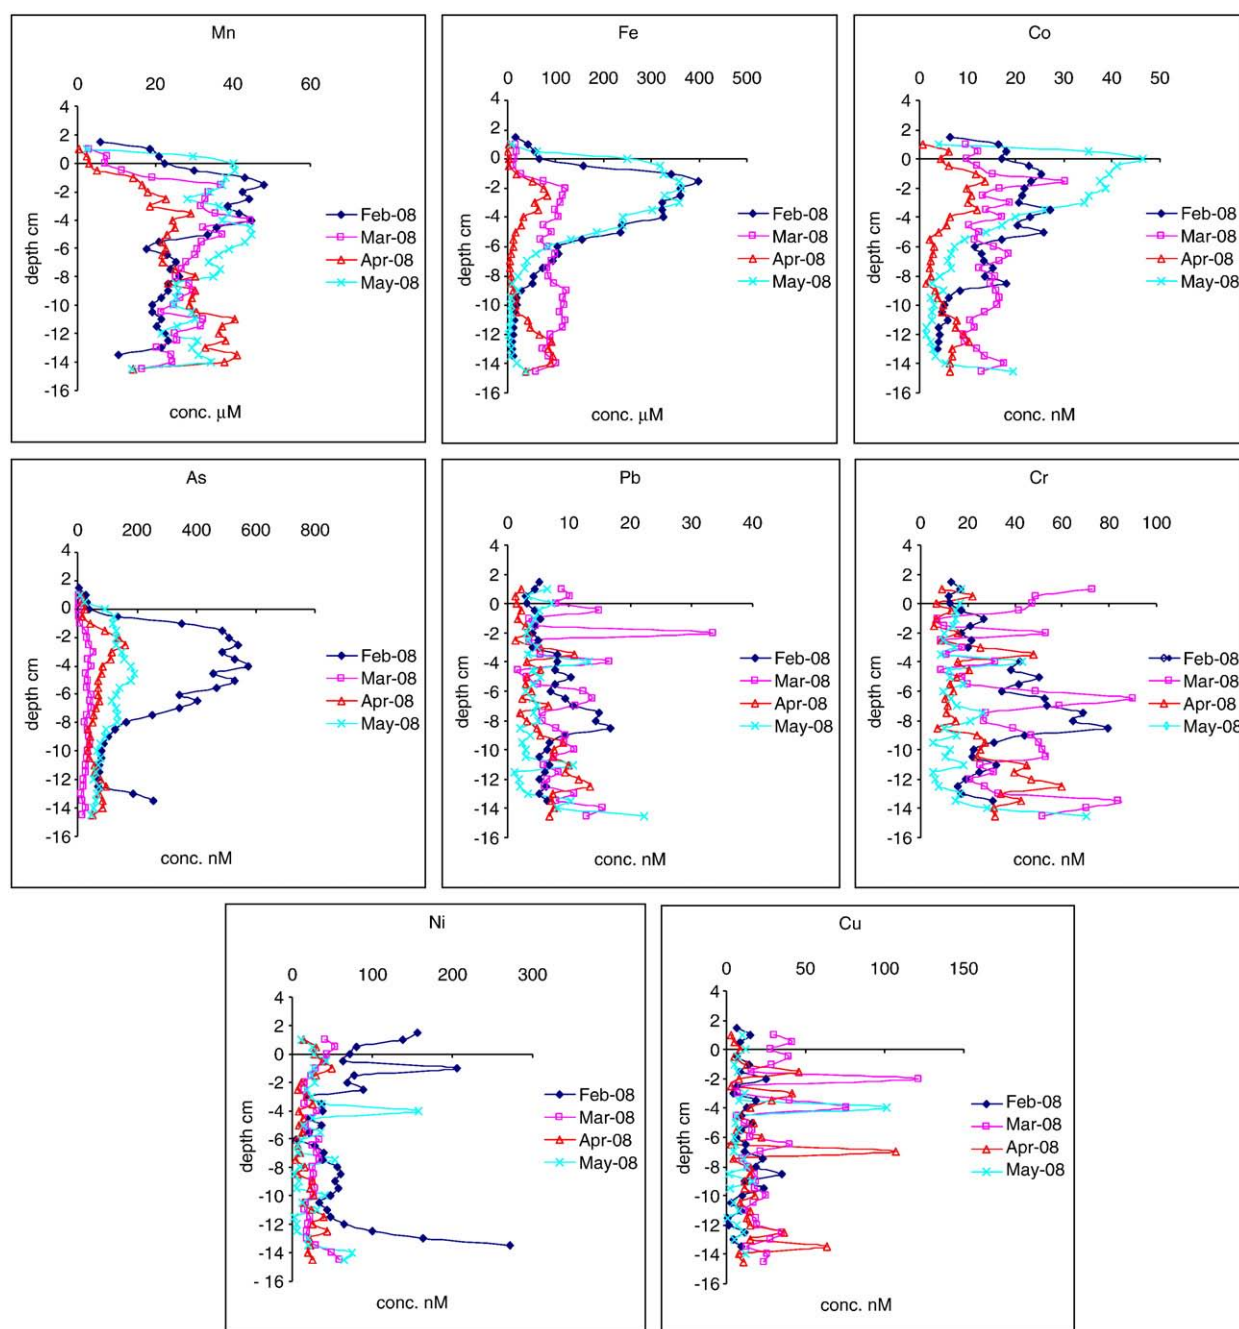 Mn
0 20 40 60
4
2
0
-2
-4
-6
-8
-10
-12
-14
-16
depth cm
Feb-08
Mar-08
Apr-08
May-08
conc. µM
Fe
0 100 200 300 400 500
4
2
0
-2
-4
-6
-8
-10
-12
-14
-16
depth cm
Feb-08
Mar-08
Apr-08
May-08
conc. µM
Co
0 10 20 30 40 50
4
2
0
-2
-4
-6
-8
-10
-12
-14
-16
depth cm
Feb-08
Mar-08
Apr-08
May-08
conc. nM
As
0 200 400 600 800
4
2
0
-2
-4
-6
-8
-10
-12
-14
-16
depth cm
Feb-08
Mar-08
Apr-08
May-08
conc. nM
Pb
0 10 20 30 40
4
2
0
-2
-4
-6
-8
-10
-12
-14
-16
depth cm
Feb-08
Mar-08
Apr-08
May-08
conc. nM
Cr
0 20 40 60 80 100
4
2
0
-2
-4
-6
-8
-10
-12
-14
-16
depth cm
Feb-08
Mar-08
Apr-08
May-08
conc. nM
Ni
0 100 200 300
4
2
0
-2
-4
-6
-8
-10
-12
-14
- 16
depth cm
Feb-08
Mar-08
Apr-08
May-08
conc. nM
Cu
0 50 100 150
4
2
0
-2
-4
-6
-8
-10
-12
-14
-16
depth cm
Feb-08
Mar-08
Apr-08
May-08
conc. nM